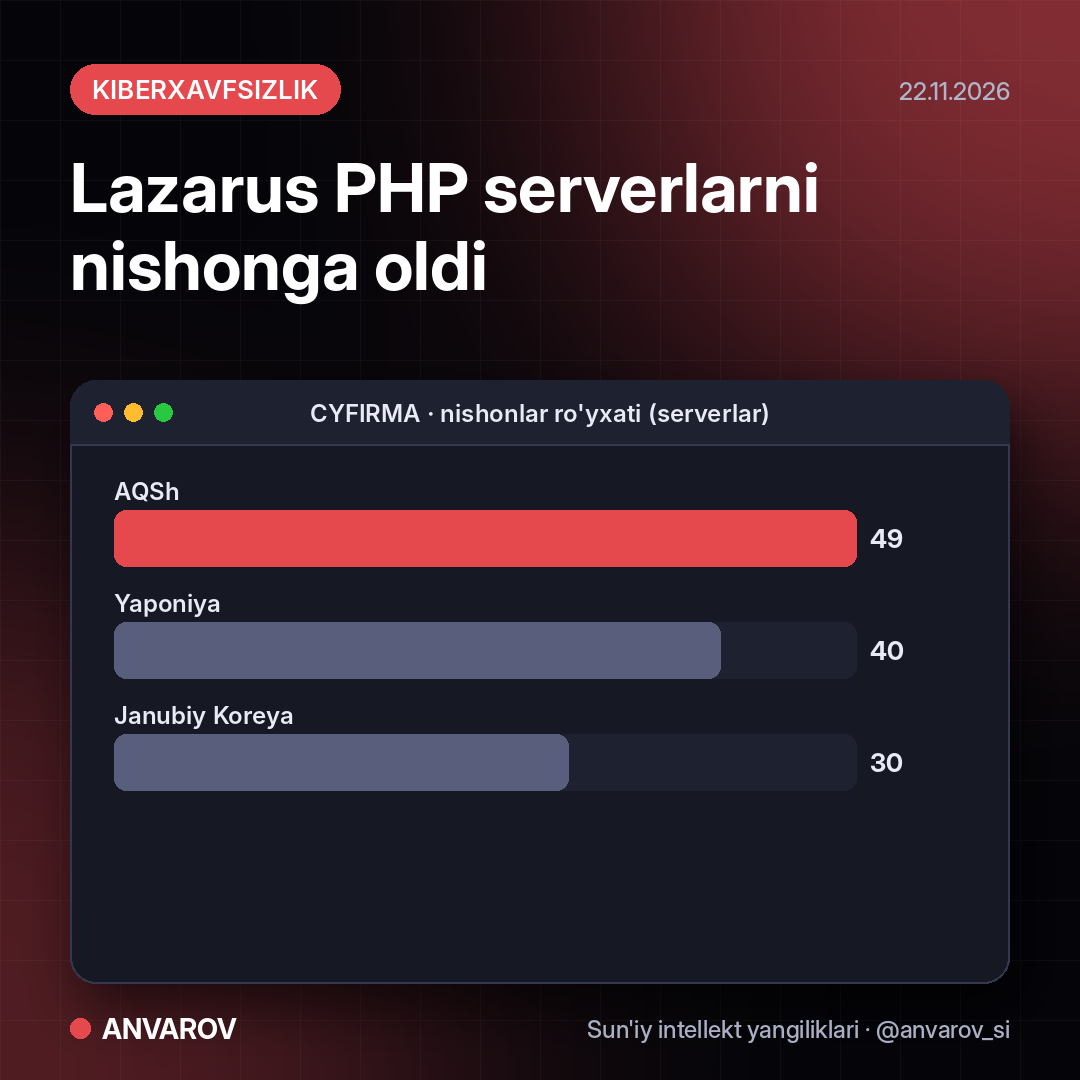 KIBERXAVFSIZLIK
22.11.2026
Lazarus PHP serverlarni
nishonga oldi
CYFIRMA · nishonlar ro'yxati (serverlar)
AQSh
49
Yaponiya
40
Janubiy Koreya
30
ANVAROV
Sun'iy intellekt yangiliklari · @anvarov_si